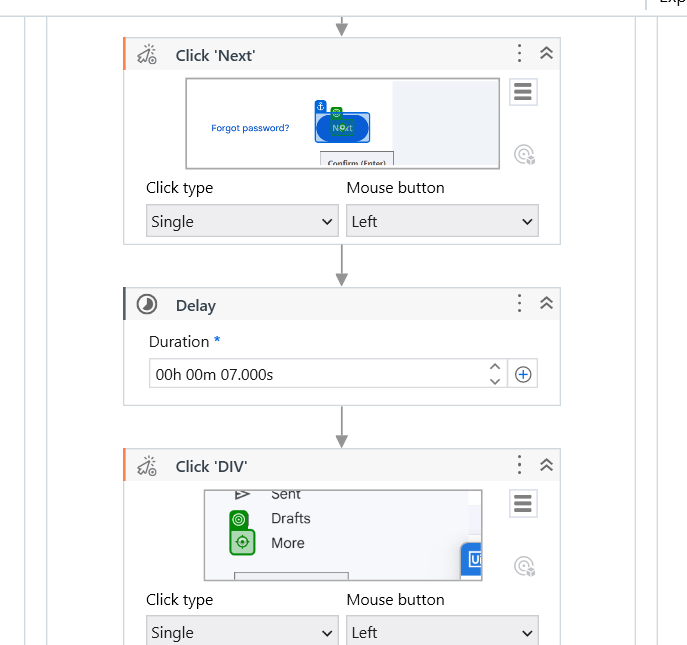 Click 'Next'
Forgot password?
Next
Confirm (Enter)
Click type
Mouse button
Single
Left
Delay
Duration *
00h 00m 07.000s
Click 'DIV'
Sent
Drafts
More
Ui
Click type
Mouse button
Single
Left